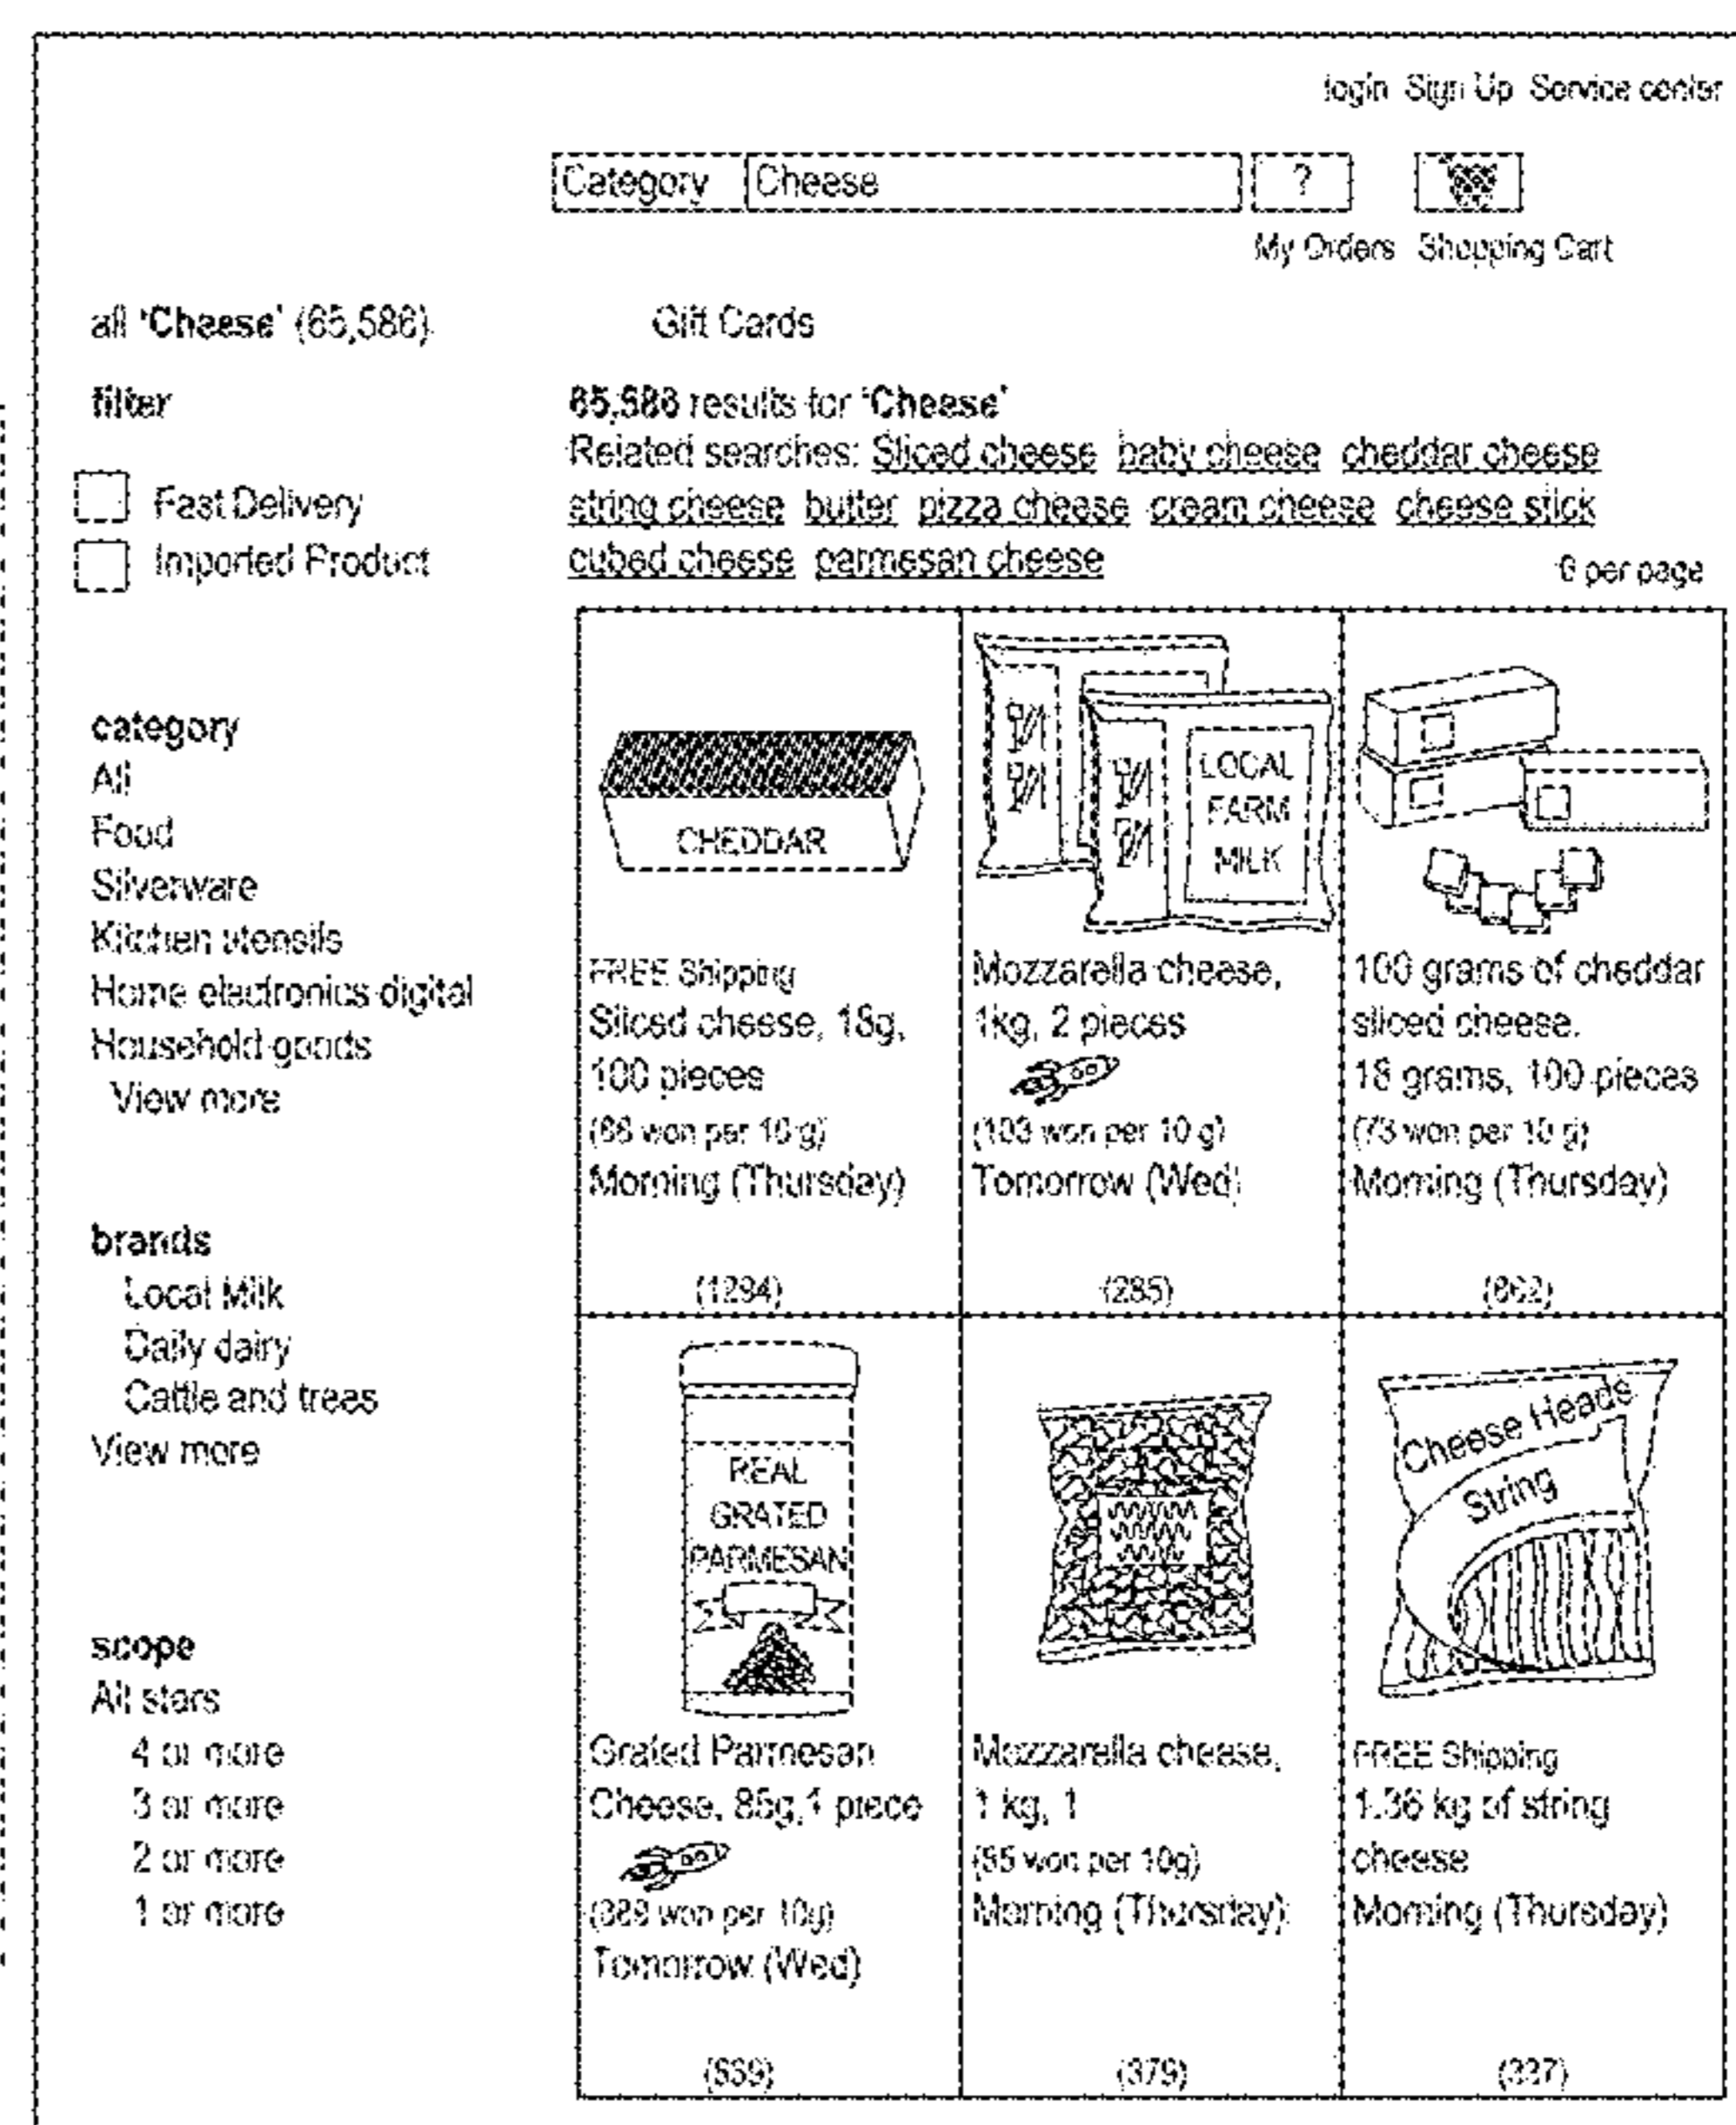 login Sign Up Service center
Category Cheese ?
My Orders Shopping Cart
all 'Cheese' (65,586) Gift Cards
filter
Fast Delivery
Imported Product
65,586 results for 'Cheese'
Related searches: Sliced cheese baby cheese cheddar cheese
string cheese butter pizza cheese cream cheese cheese stick
cubed cheese parmesan cheese
6 per page
category
All
Food
Silverware
Kitchen utensils
Home electronics digital
Household goods
View more
brands
Local Milk
Daily dairy
Cattle and trees
View more
scope
All stars
4 or more
3 or more
2 or more
1 or more
CHEDDAR
FREE Shipping
Sliced cheese, 18g,
100 pieces
won per 10 g)
Morning (Thursday)
(1294)
LOCAL
FARM
MILK
Mozzarella cheese,
1kg, 2 pieces
(103 won per 10 g)
Tomorrow (Wed)
(285)
100 grams of cheddar
sliced cheese.
18 grams, 100 pieces
(73 won per 10 g)
Morning (Thursday)
(862)
REAL
GRATED
PARMESAN
Grated Parmesan
Cheese, 85g,1 piece
won per 10g)
Tomorrow (Wed)
Mozzarella cheese,
1 kg, 1
won per 10g)
Morning (Thursday)
(379)
Cheese Heads
String
FREE Shipping
1.36 kg of string
cheese
Morning (Thursday)
(337)